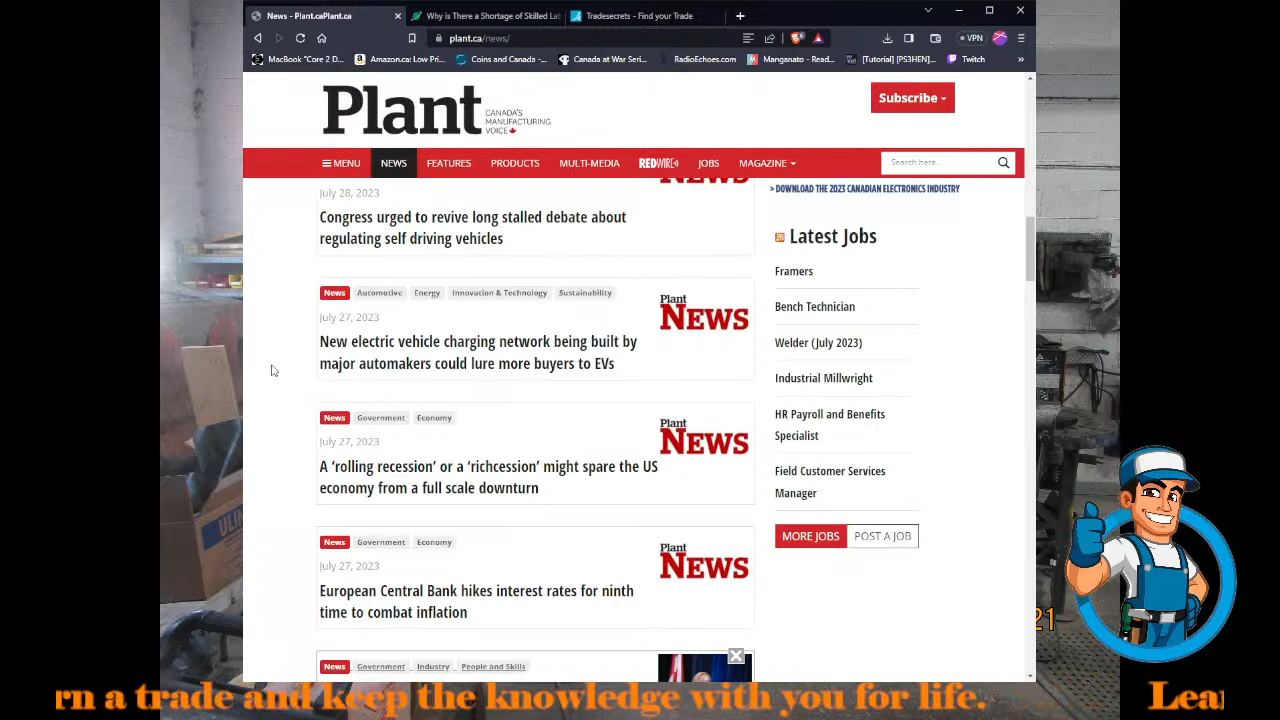 News - Plant.caPlant.ca
Why is There a Shortage of Skilled Lab
Tradesecrets - Find your Trade
plant.ca/news/
VPN
MacBook "Core 2 D...
Amazon.ca: Low Pri...
Coins and Canada -...
Canada at War Seri...
RadioEchoes.com
Manganato - Read...
[Tutorial] [PS3HEN]...
Twitch
Plant
CANADA'S
MANUFACTURING
VOICE
Subscribe
MENU
NEWS
FEATURES
PRODUCTS
MULTI-MEDIA
REDWIRE
JOBS
MAGAZINE
Search here...
July 28, 2023
Congress urged to revive long stalled debate about
regulating self driving vehicles
News Automotive Energy Innovation & Technology Sustainability
July 27, 2023
New electric vehicle charging network being built by
major automakers could lure more buyers to EVs
Plant
NEWS
News Government Economy
July 27, 2023
A ‘rolling recession’ or a ‘richcession’ might spare the US
economy from a full scale downturn
Plant
NEWS
News Government Economy
July 27, 2023
European Central Bank hikes interest rates for ninth
time to combat inflation
Plant
NEWS
News Government Industry People and Skills
> DOWNLOAD THE 2023 CANADIAN ELECTRONICS INDUSTRY
Latest Jobs
Framers
Bench Technician
Welder (July 2023)
Industrial Millwright
HR Payroll and Benefits
Specialist
Field Customer Services
Manager
MORE JOBS
POST A JOB
21
rn a trade and keep the knowledge with you for life.
Lear